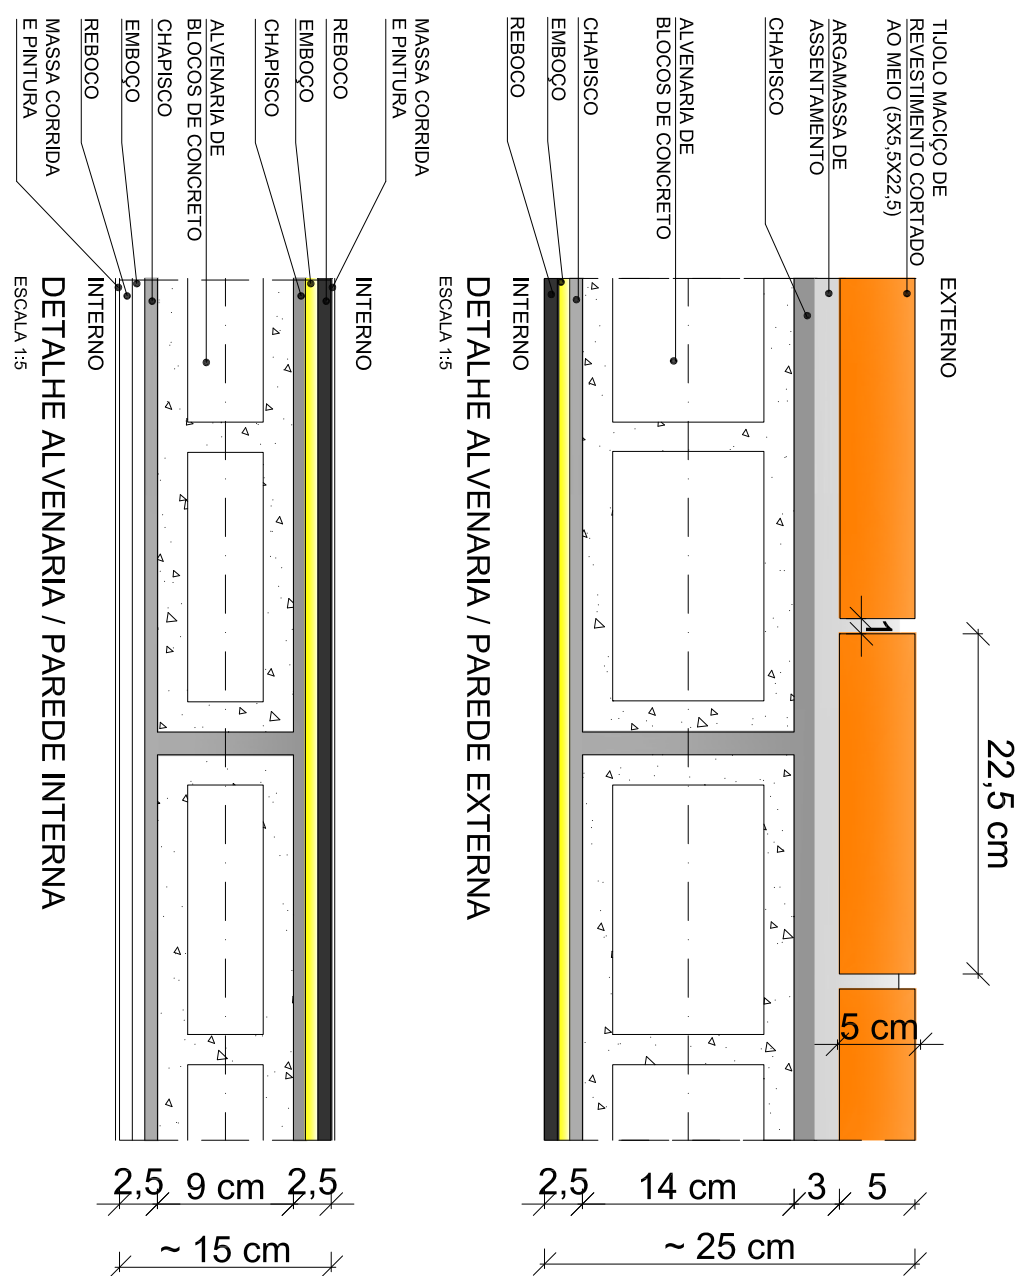 TIJOLO MACIÇO DE
REVESTIMENTO CORTADO
AO MEIO (5X5,5X22,5)
ARGAMASSA DE
ASSENTAMENTO
CHAPISCO
ALVENARIA DE
BLOCOS DE CONCRETO
CHAPISCO
EMBOÇO
REBOCO
EXTERNO
1
22,5 cm
5 cm
INTERNO
2,5
14 cm
3
5
~ 25 cm
DETALHE ALVENARIA / PAREDE EXTERNA
ESCALA 1:5
MASSA CORRIDA
E PINTURA
REBOCO
EMBOÇO
CHAPISCO
ALVENARIA DE
BLOCOS DE CONCRETO
CHAPISCO
EMBOÇO
REBOCO
MASSA CORRIDA
E PINTURA
INTERNO
INTERNO
2,5
9 cm
2,5
~ 15 cm
DETALHE ALVENARIA / PAREDE INTERNA
ESCALA 1:5